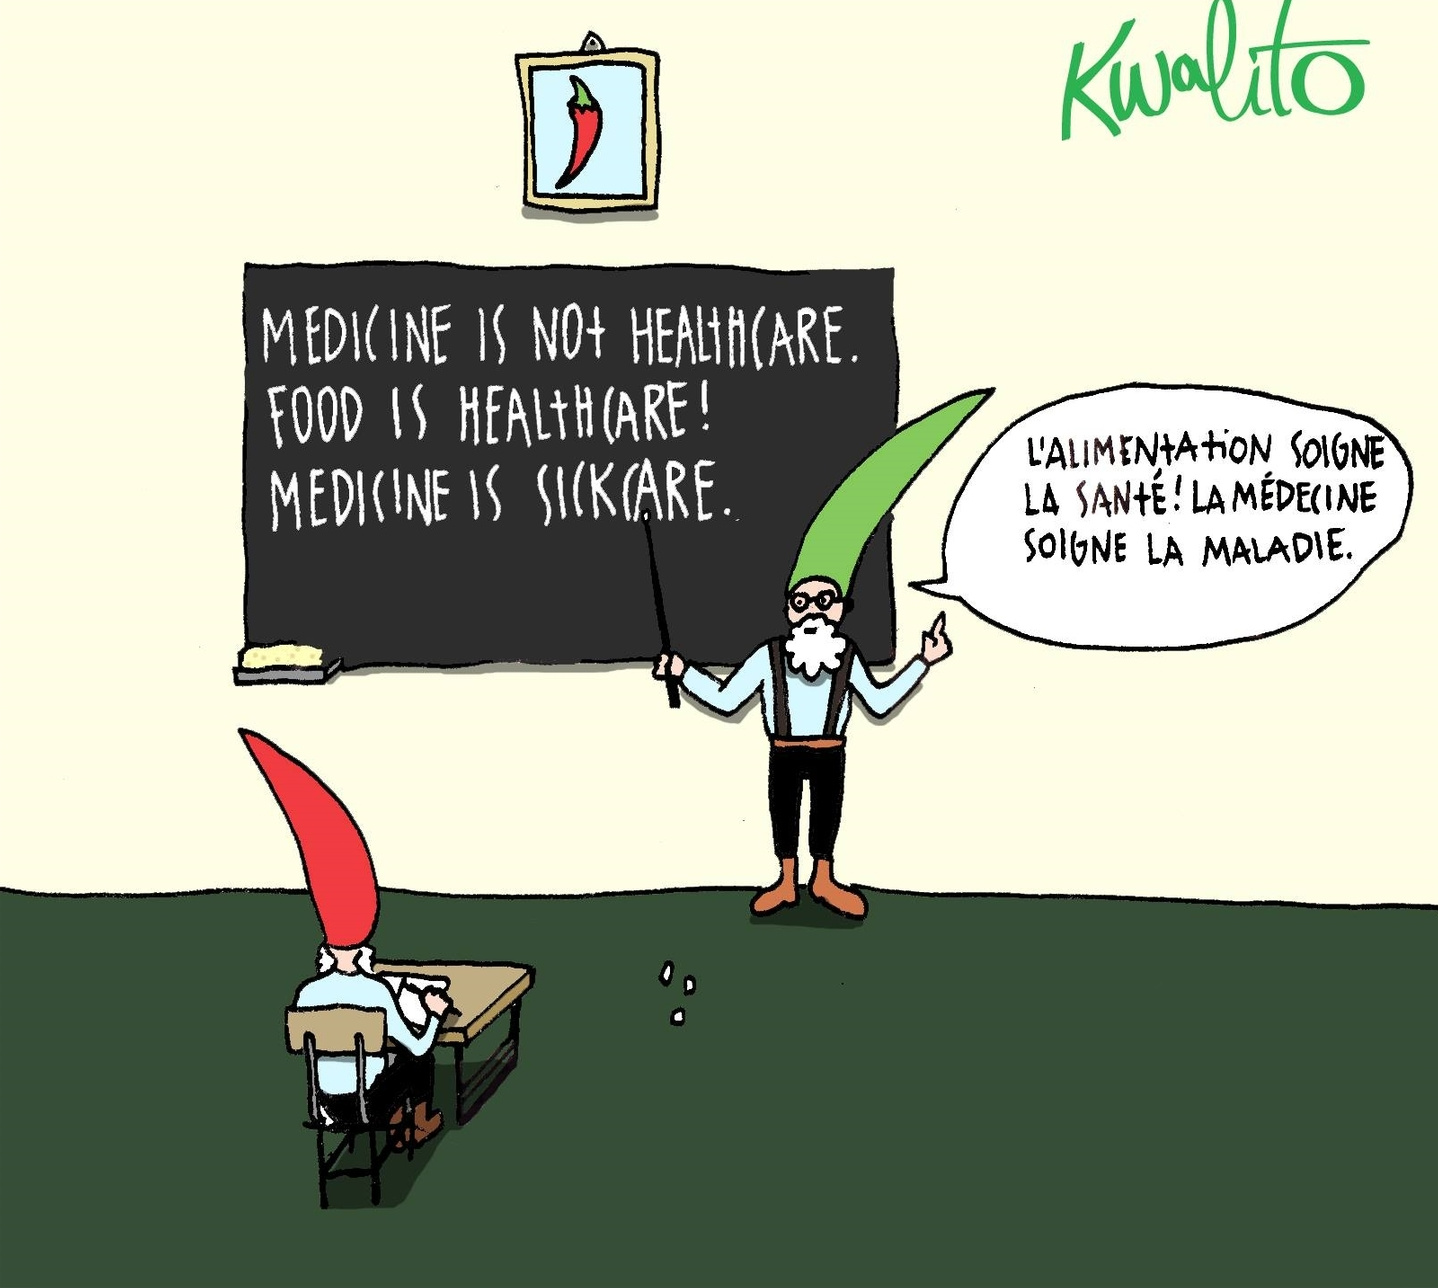 Kwalito
MEDICINE IS NOT HEALTHCARE.
FOOD IS HEALTHCARE!
MEDICINE IS SICKCARE.
L'ALIMENTATION SOIGNE
LA SANTÉ! LA MÉDECINE
SOIGNE LA MALADIE.